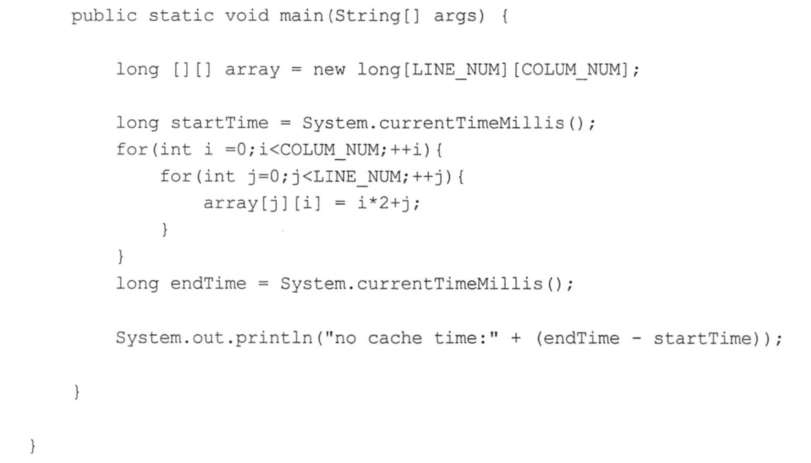 public static void main(String[] args) {
long [][] array = new long[LINE_NUM][COLUM_NUM];
long startTime = System.currentTimeMillis();
for(int i =0;i<COLUM_NUM;++i){
for(int j=0;j<LINE_NUM;++j){
array[j][i] = i*2+j;
}
}
long endTime = System.currentTimeMillis();
System.out.println("no cache time:" + (endTime - startTime));
}
}